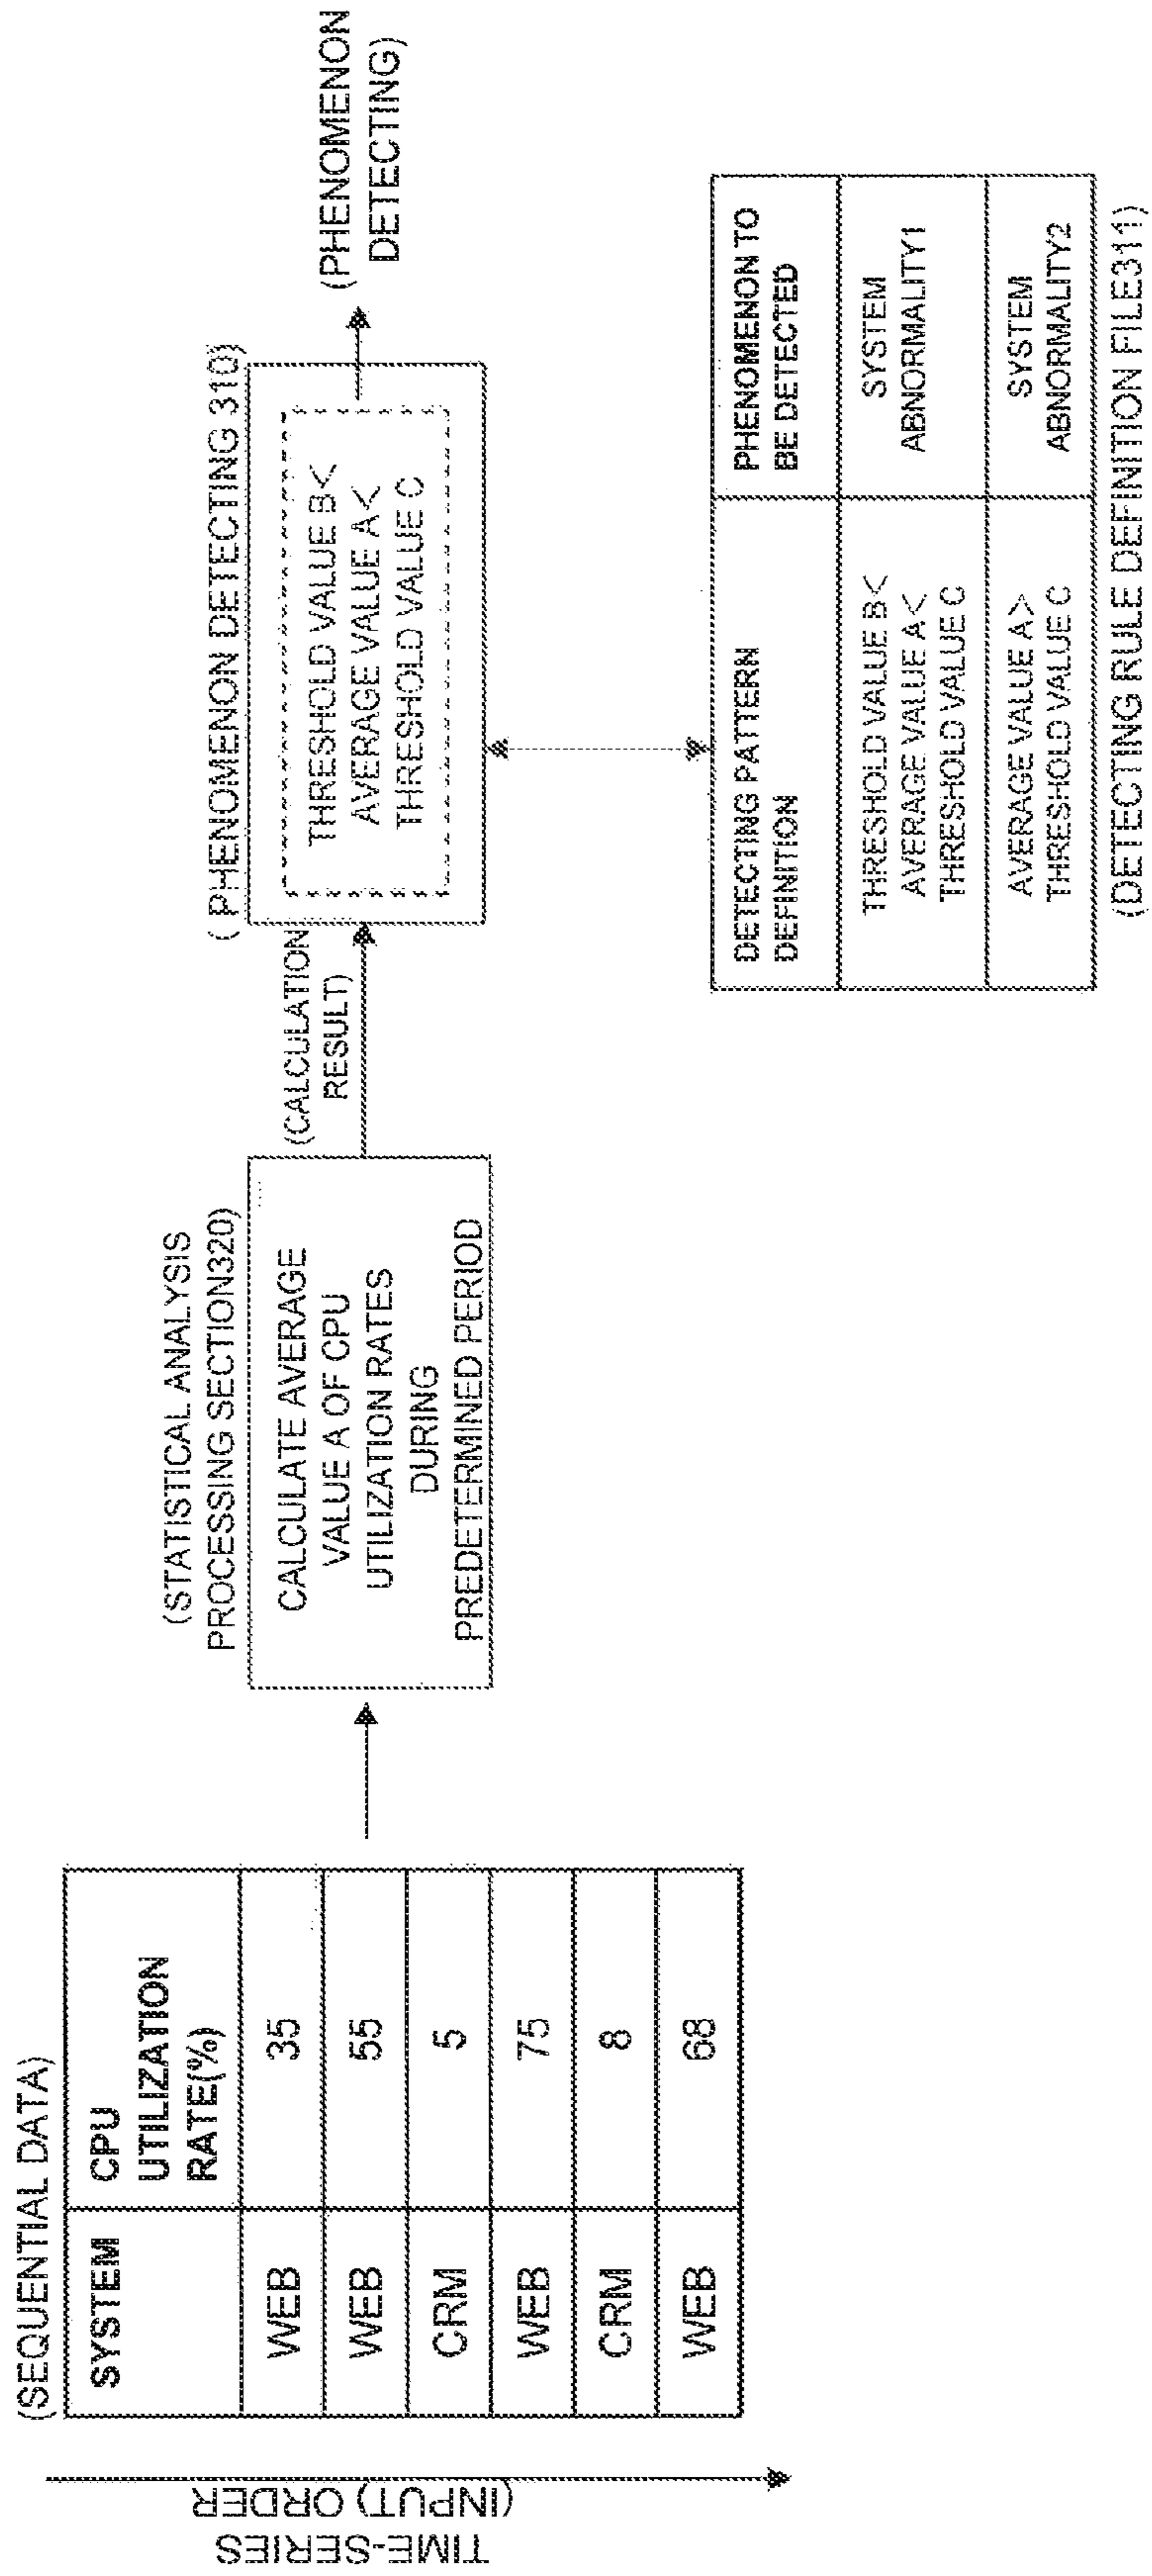 (SEQUENTIAL DATA)
TIME-SERIES
(INPUT) ORDER
SYSTEM
CPU
UTILIZATION
RATE(%)
WEB 35
WEB 55
CRM 5
WEB 75
CRM 8
WEB 68
(STATISTICAL ANALYSIS
PROCESSING SECTION320)
CALCULATE AVERAGE
VALUE A OF CPU
UTILIZATION RATES
DURING
PREDETERMINED PERIOD
(CALCULATION
RESULT)
( PHENOMENON DETECTING 310)
THRESHOLD VALUE B<
AVERAGE VALUE A<
THRESHOLD VALUE C
(PHENOMENON
DETECTING)
DETECTING PATTERN
DEFINITION
PHENOMENON TO
BE DETECTED
THRESHOLD VALUE B<
AVERAGE VALUE A<
THRESHOLD VALUE C
SYSTEM
ABNORMALITY1
AVERAGE VALUE A>
THRESHOLD VALUE C
SYSTEM
ABNORMALITY2
(DETECTING RULE DEFINITION FILE311)